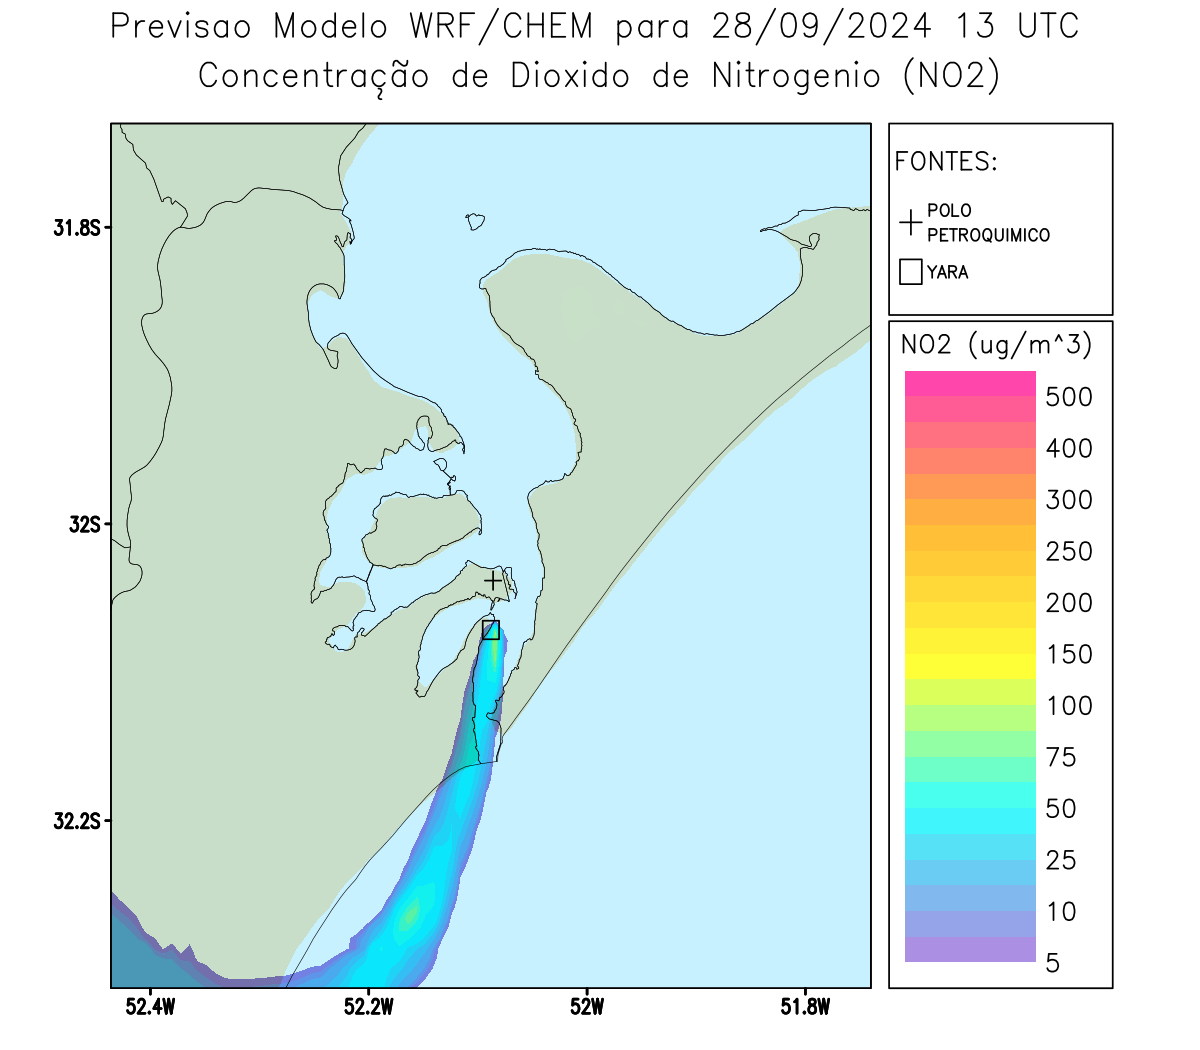 Previsao Modelo WRF/CHEM para 28/09/2024 13 UTC
Concentração de Dioxido de Nitrogenio (NO2)
FONTES:
POLO
PETROQUIMICO
YARA
NO2 (ug/m^3)
500
400
300
250
200
150
100
75
50
25
10
5
31.8S
32S
32.2S
52.4W
52.2W
52W
51.8W